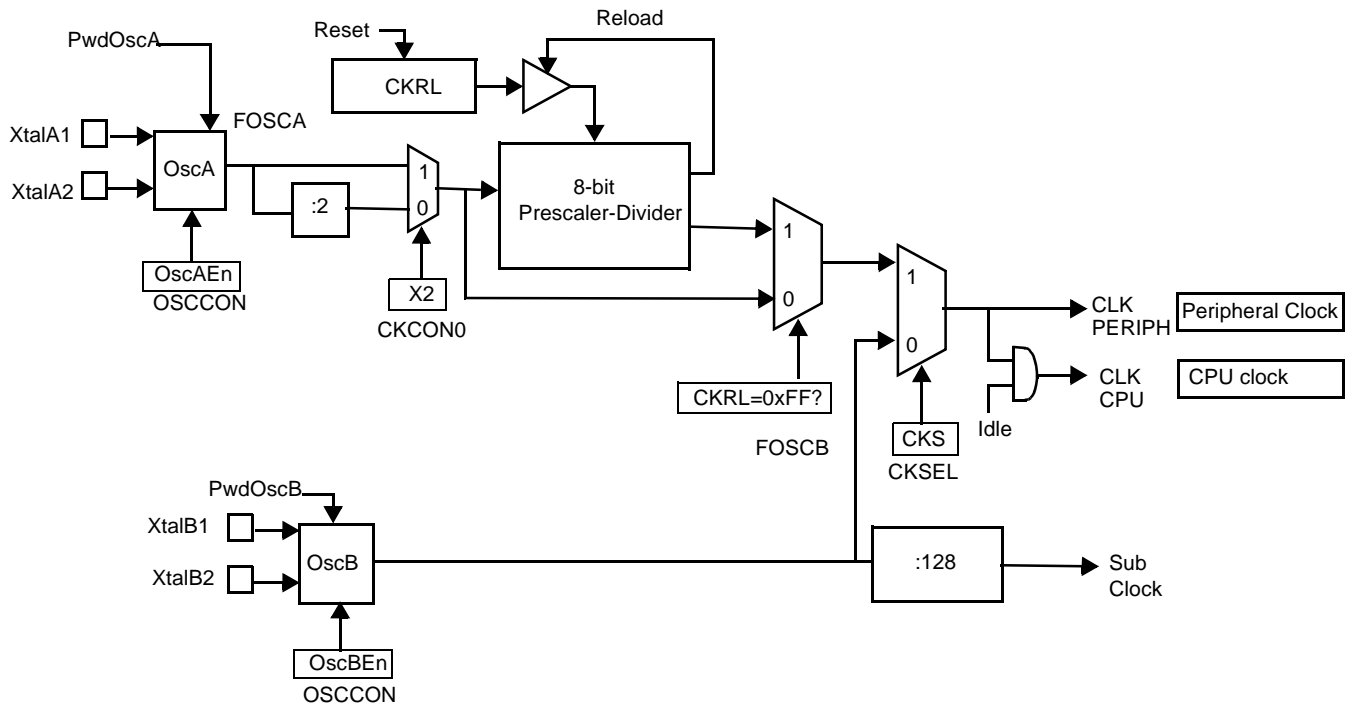 Reload
Reset
PwdOscA
CKRL
FOSCA
XtalA1
OscA
XtalA2
1
:2
0
8-bit
Prescaler-Divider
OscAEn
OSCCON
X2
CKCON0
1
0
1
0
CLK
PERIPH
Peripheral Clock
CKRL=0xFF?
CLK
CPU
CPU clock
Idle
FOSCB
CKS
CKSEL
PwdOscB
XtalB1
OscB
XtalB2
:128
Sub
Clock
OscBEn
OSCCON